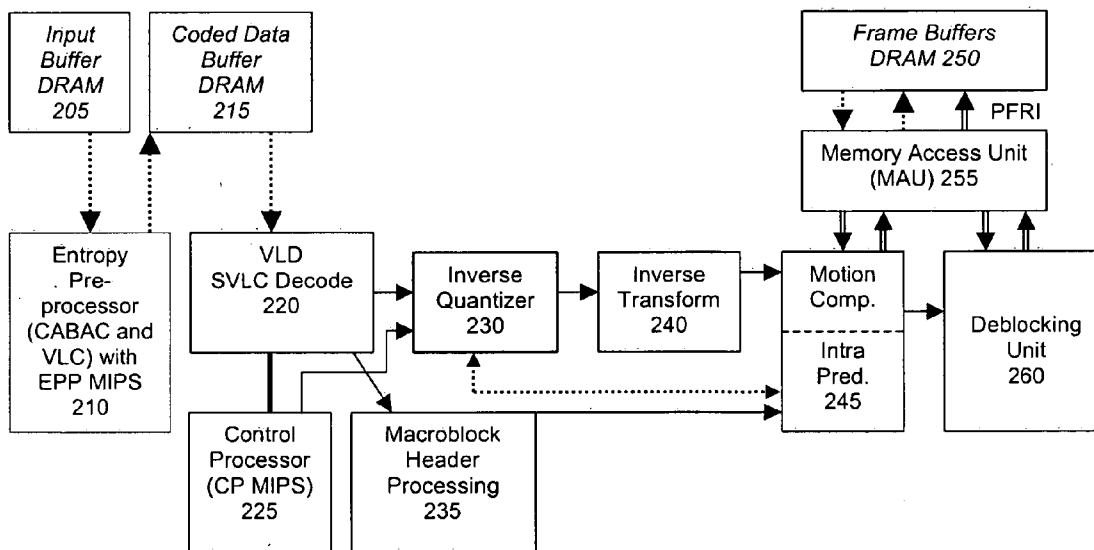 Input
Buffer
DRAM
205
Coded Data
Buffer
DRAM
215
Frame Buffers
DRAM 250
PFRI
Memory Access Unit
(MAU) 255
Entropy
Pre-
processor
(CABAC and
VLC) with
EPP MIPS
210
VLD
SVLC Decode
220
Inverse
Quantizer
230
Inverse
Transform
240
Motion
Comp.
Intra
Pred.
245
Deblocking
Unit
260
Control
Processor
(CP MIPS)
225
Macroblock
Header
Processing
235